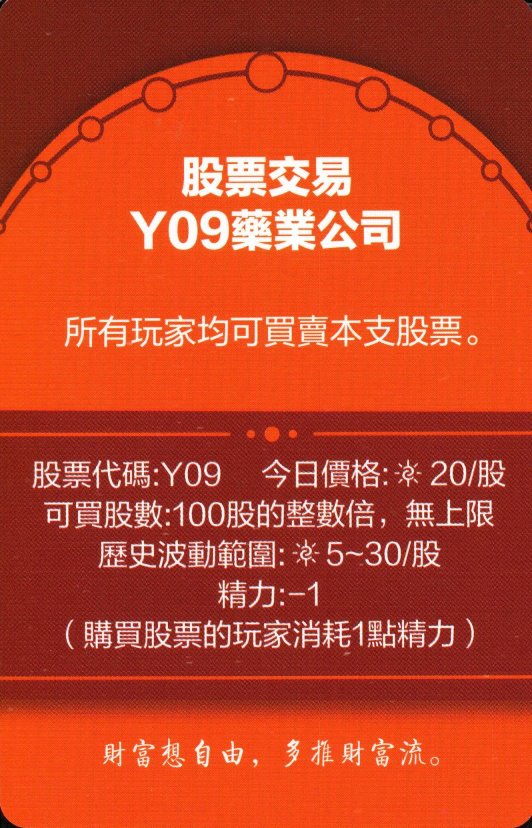 股票交易
Y09藥業公司
所有玩家均可買賣本支股票。
股票代碼:Y09 今日價格: 20/股
可買股數:100股的整數倍，無上限
歷史波動範圍: 5~30/股
精力:-1
（購買股票的玩家消耗1點精力）
財富想自由，多推財富流。